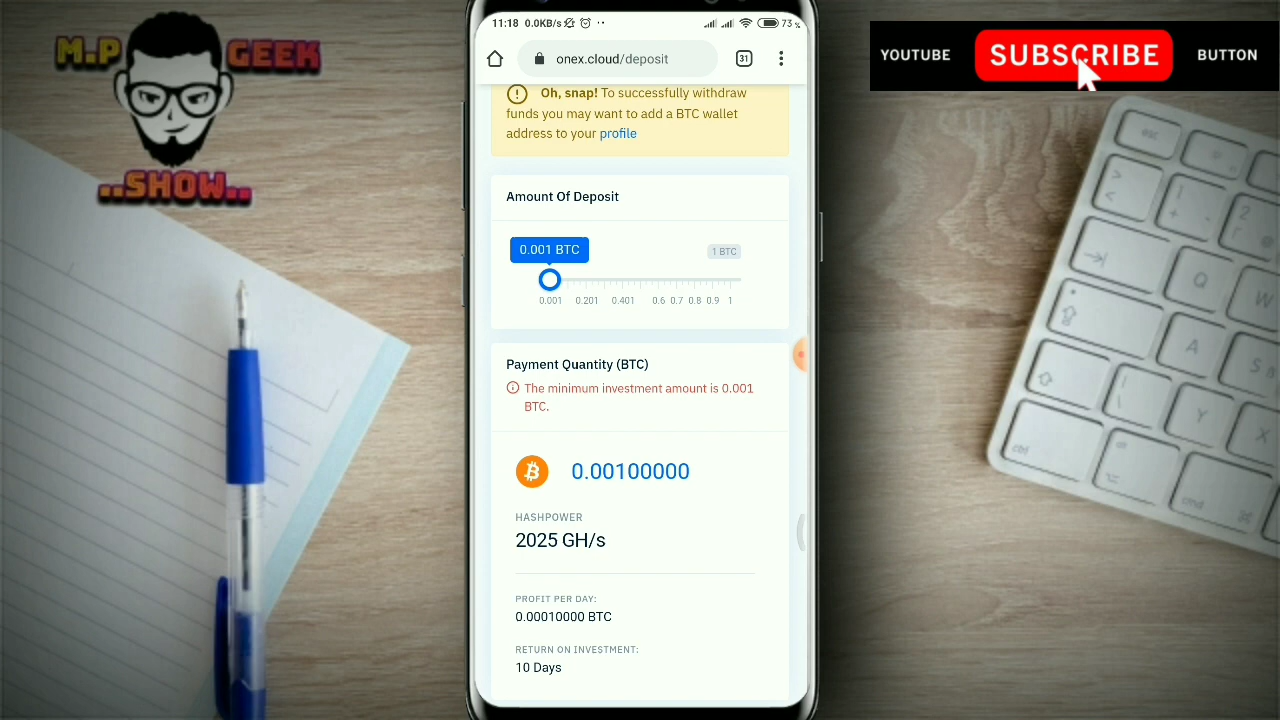 M.P GEEK
..SHOW..
YOUTUBE SUBSCRIBE BUTTON
11:18 0.0KB/s 73%
onex.cloud/deposit
31
Oh, snap! To successfully withdraw
funds you may want to add a BTC wallet
address to your profile
Amount Of Deposit
0.001 BTC
1 BTC
0.001 0.201 0.401 0.6 0.7 0.8 0.9 1
Payment Quantity (BTC)
The minimum investment amount is 0.001
BTC.
0.00100000
HASHPOWER
2025 GH/s
PROFIT PER DAY:
0.00010000 BTC
RETURN ON INVESTMENT:
10 Days
esc
Q
W
A
S
Y
X
ctrl
alt
cmd